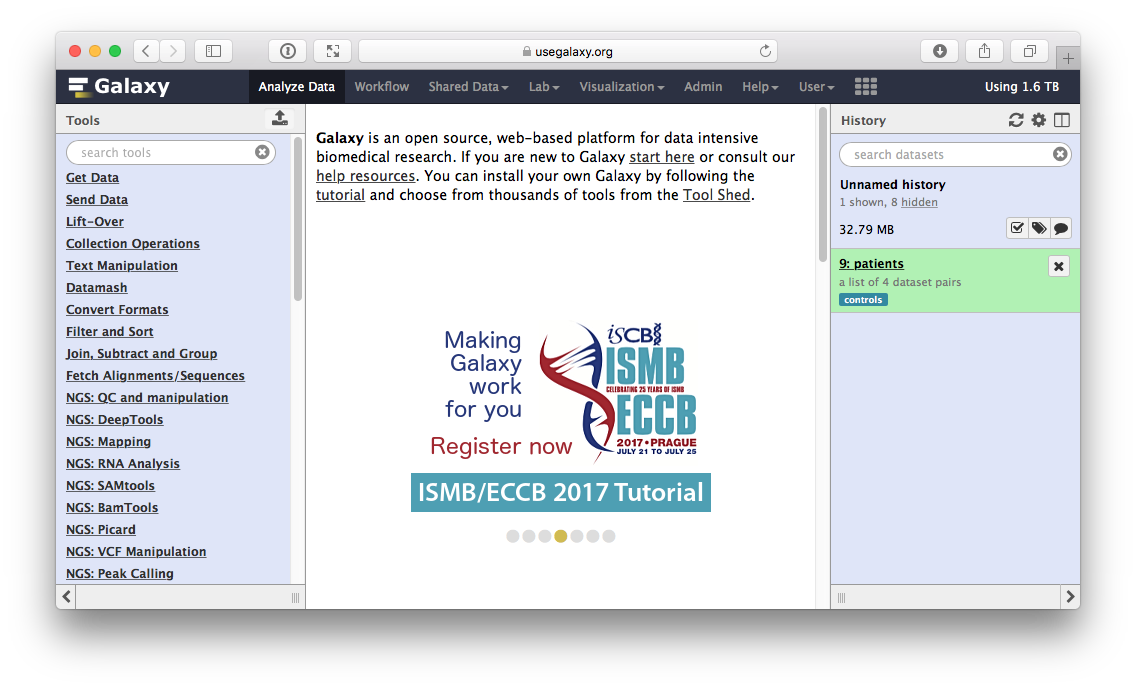 usegalaxy.org
Galaxy
Analyze Data
Workflow
Shared Data
Lab
Visualization
Admin
Help
User
Using 1.6 TB
Tools
search tools
Get Data
Send Data
Lift-Over
Collection Operations
Text Manipulation
Datamash
Convert Formats
Filter and Sort
Join, Subtract and Group
Fetch Alignments/Sequences
NGS: QC and manipulation
NGS: DeepTools
NGS: Mapping
NGS: RNA Analysis
NGS: SAMtools
NGS: BamTools
NGS: Picard
NGS: VCF Manipulation
NGS: Peak Calling
Galaxy is an open source, web-based platform for data intensive
biomedical research. If you are new to Galaxy start here or consult our
help resources. You can install your own Galaxy by following the
tutorial and choose from thousands of tools from the Tool Shed.
Making
Galaxy
work
for you
Register now
isCB
ISMB
CELEBRATING 25 YEARS OF ISMB
ECCB
2017•PRAGUE
JULY 21 TO JULY 25
ISMB/ECCB 2017 Tutorial
History
search datasets
Unnamed history
1 shown, 8 hidden
32.79 MB
9: patients
a list of 4 dataset pairs
controls